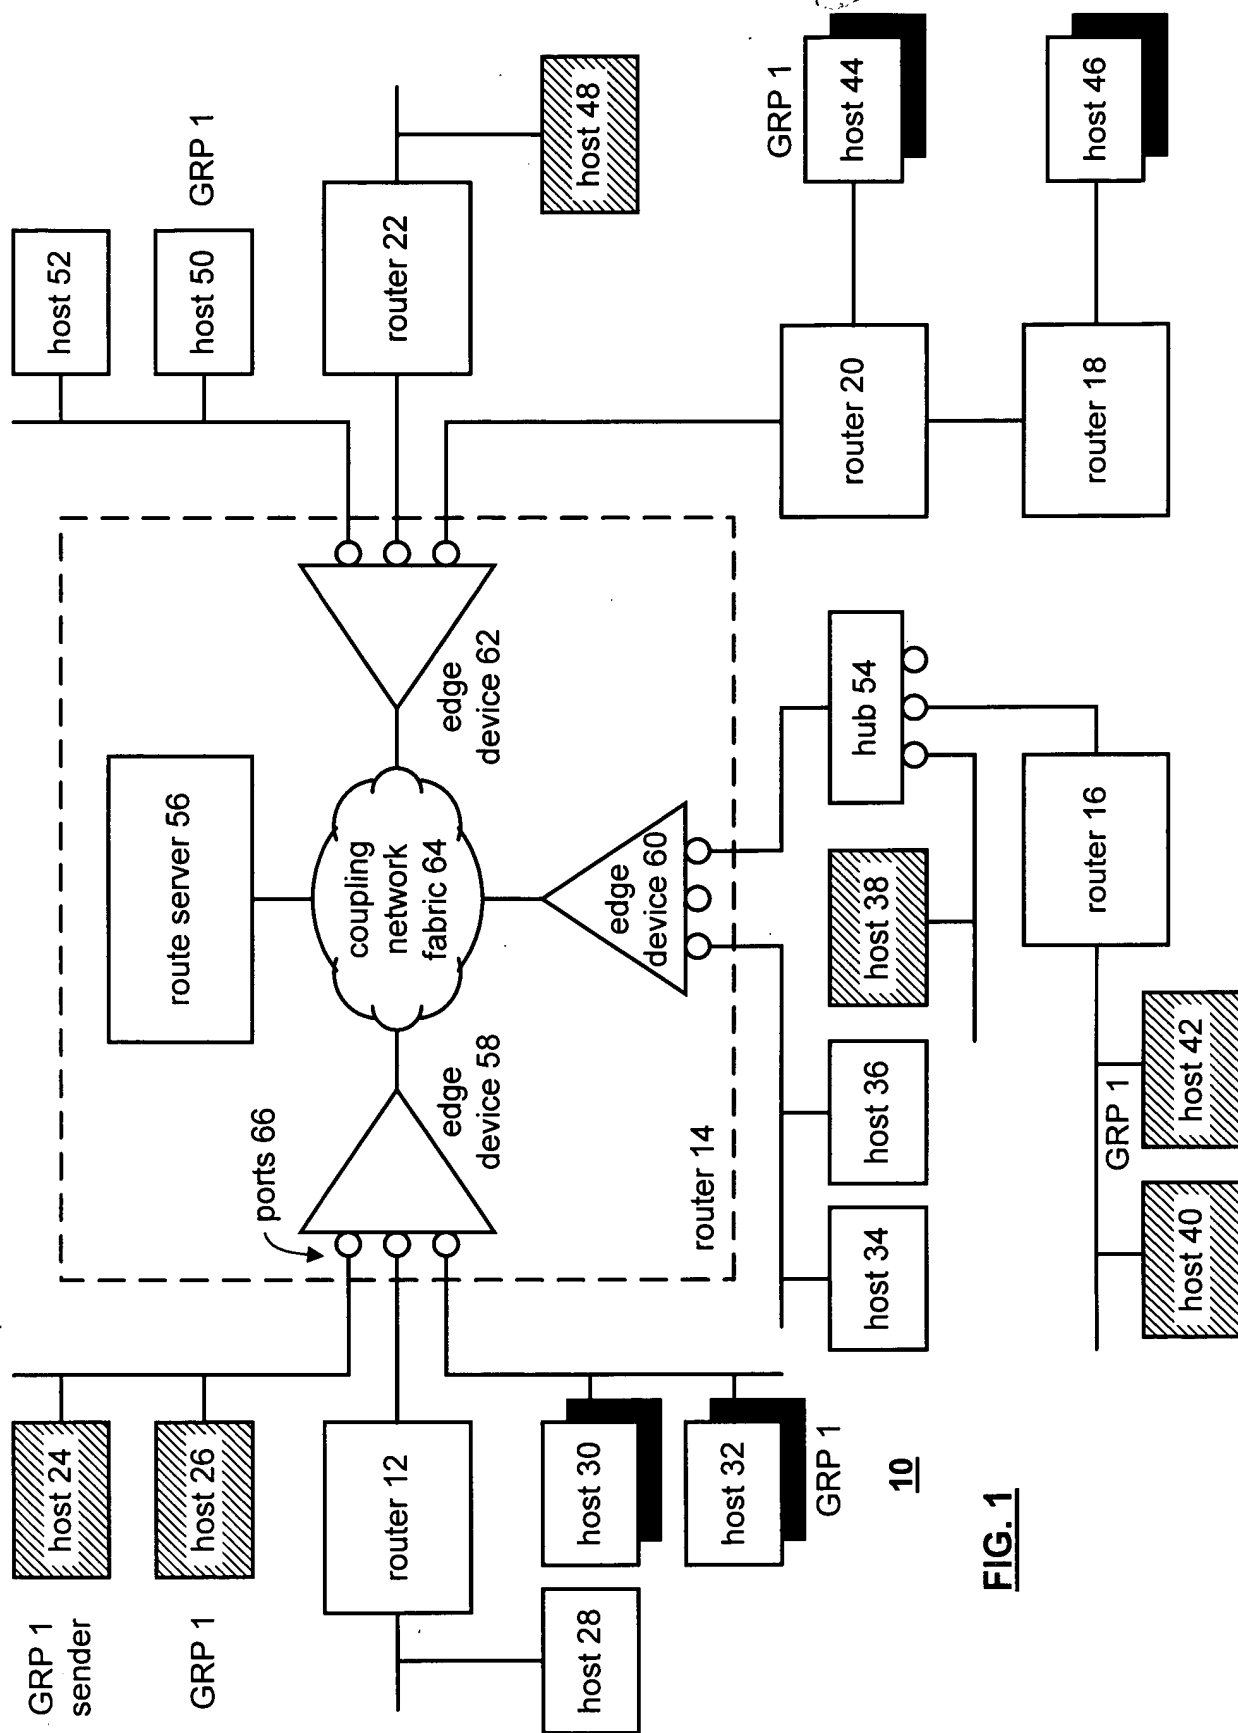 GRP 1
sender
host 24
host 52
GRP 1
host 26
host 50
GRP 1
route server 56
ports 66
router 12
router 22
coupling
network
fabric 64
edge
device 58
edge
device 62
host 28
host 30
host 48
edge
device 60
router 14
host 32
GRP 1
GRP 1
host 34
host 36
host 38
hub 54
router 20
host 44
10
FIG. 1
router 16
router 18
host 46
GRP 1
host 40
host 42